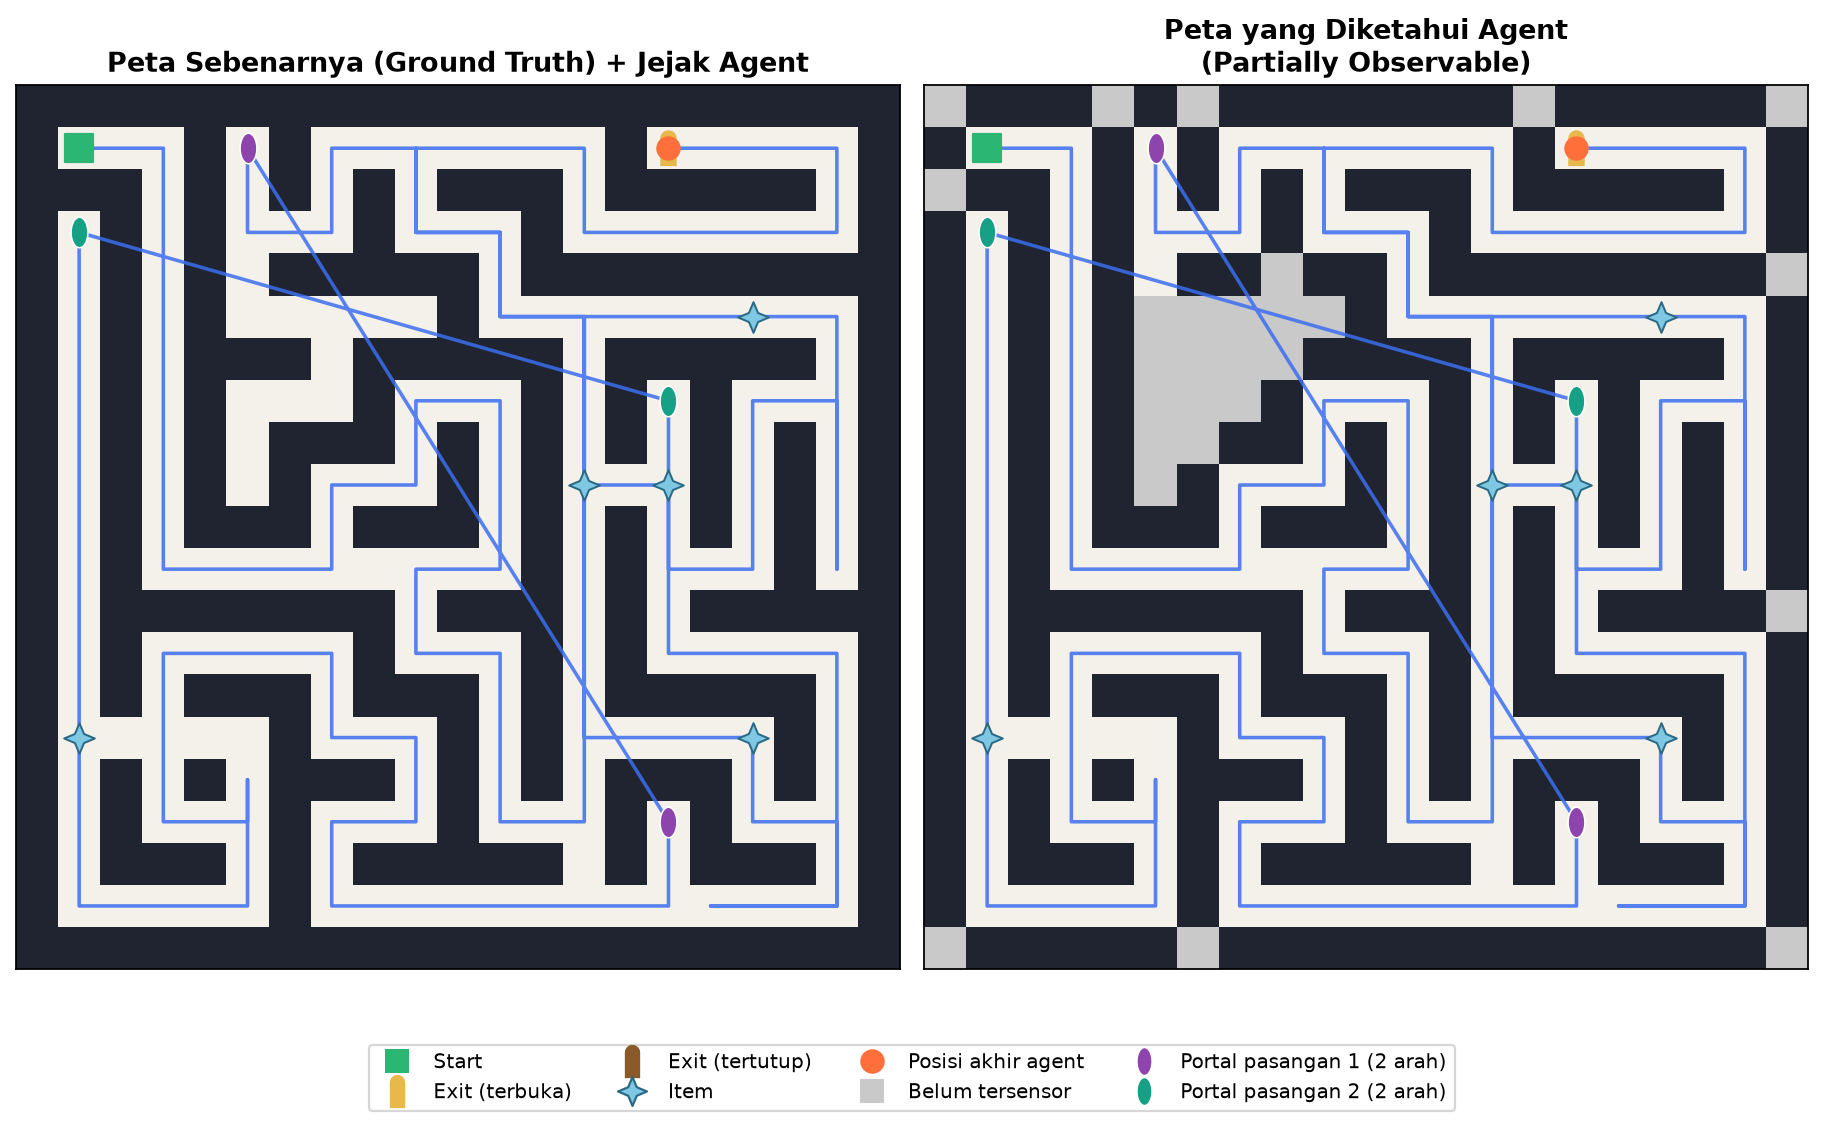 Peta Sebenarnya (Ground Truth) + Jejak Agent
Peta yang Diketahui Agent
(Partially Observable)
Start
Exit (terbuka)
Exit (tertutup)
Item
Posisi akhir agent
Belum tersensor
Portal pasangan 1 (2 arah)
Portal pasangan 2 (2 arah)